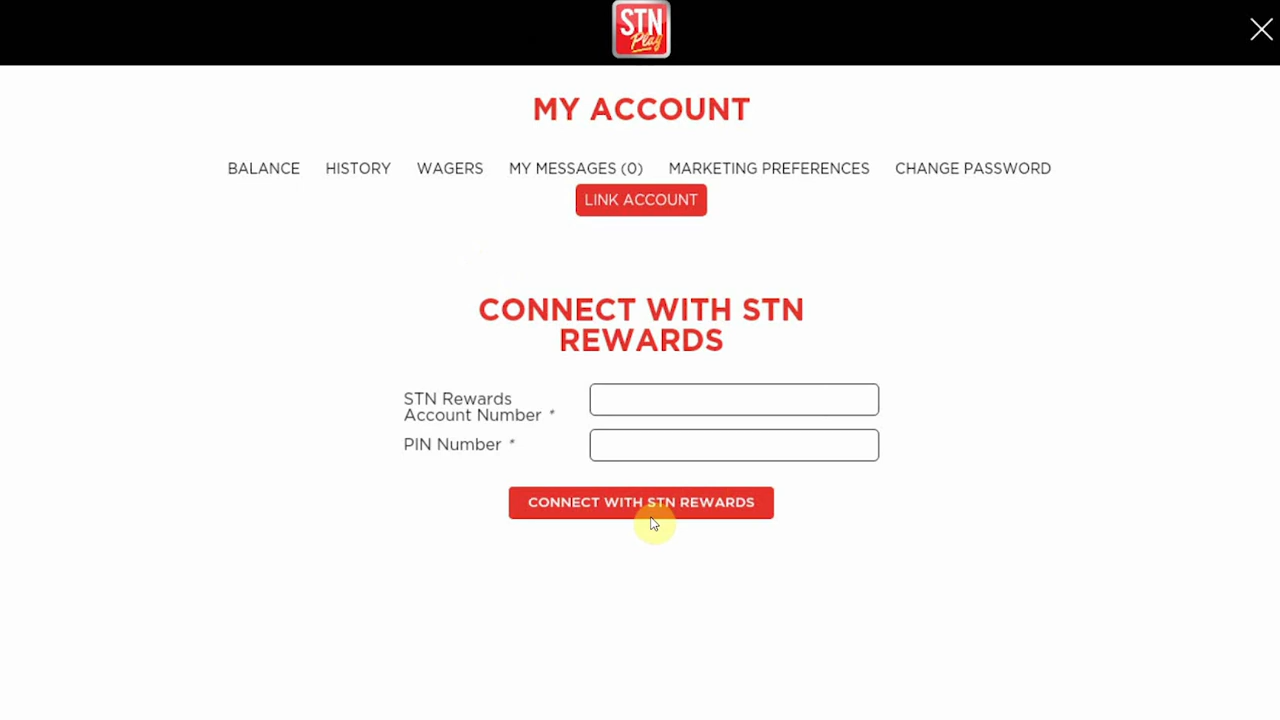 STN
Play
MY ACCOUNT
BALANCE HISTORY WAGERS MY MESSAGES (0) MARKETING PREFERENCES CHANGE PASSWORD
LINK ACCOUNT
CONNECT WITH STN
REWARDS
STN Rewards
Account Number *
PIN Number *
CONNECT WITH STN REWARDS